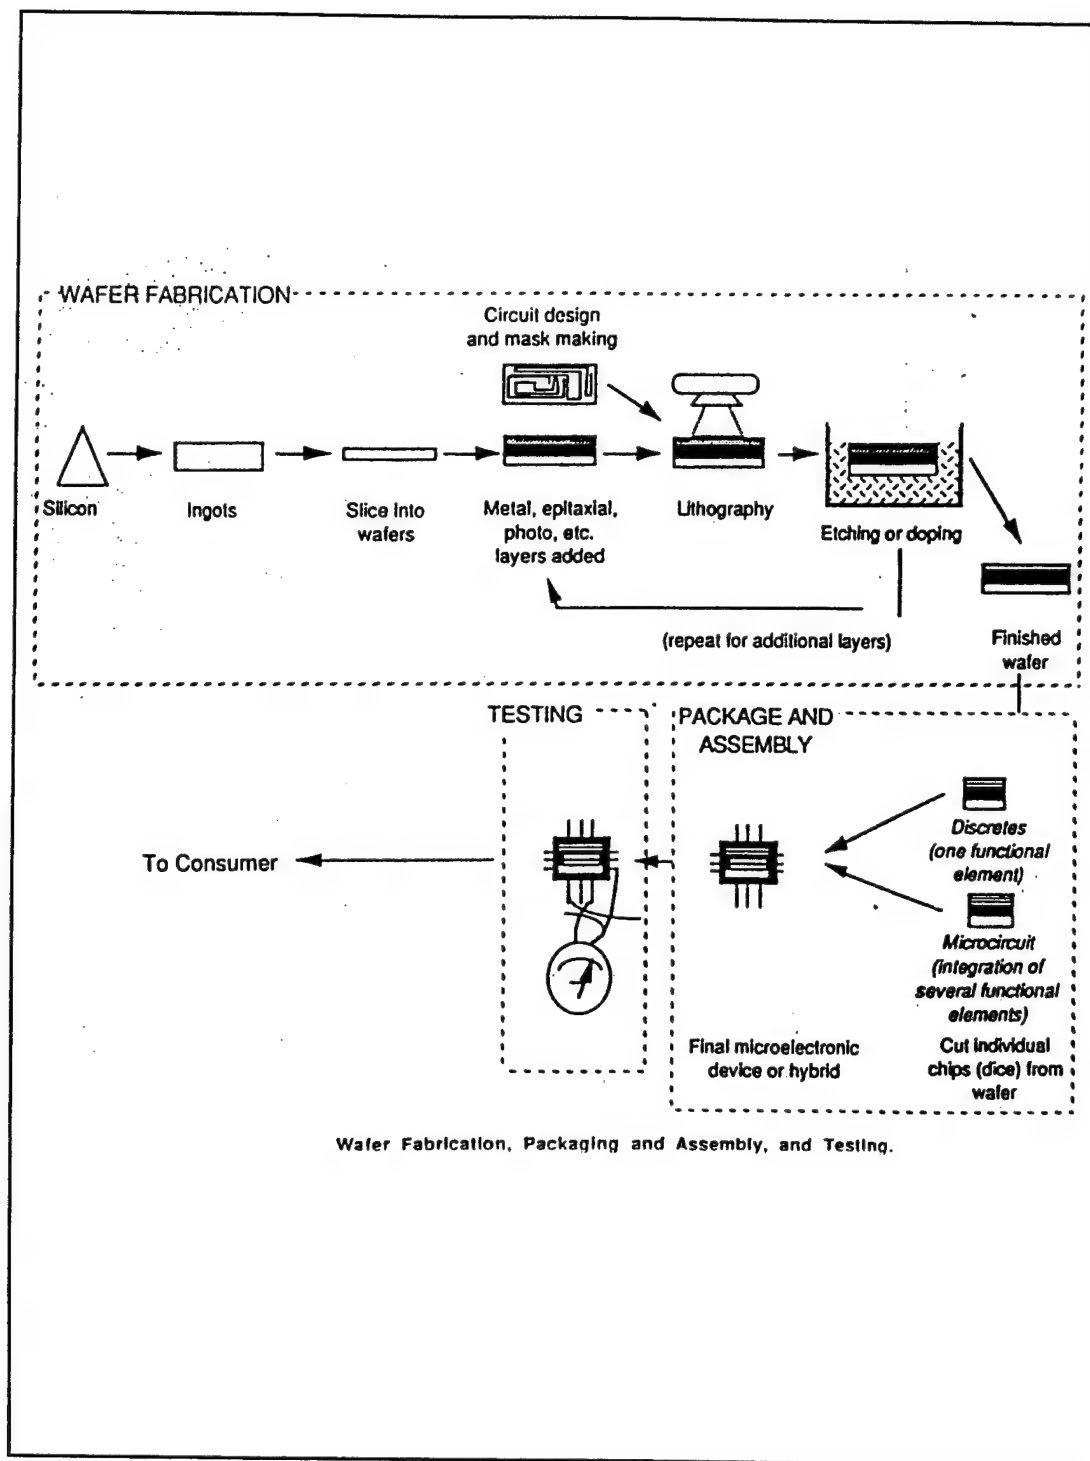 WAFER FABRICATION
Circuit design
and mask making
Silicon
Ingots
Slice into
wafers
Metal, epitaxial,
photo, etc.
layers added
Lithography
Etching or doping
(repeat for additional layers)
Finished
wafer
TESTING
PACKAGE AND
ASSEMBLY
To Consumer
Discretes
(one functional
element)
Microcircuit
(integration of
several functional
elements)
Final microelectronic
device or hybrid
Cut individual
chips (dice) from
wafer
Wafer Fabrication, Packaging and Assembly, and Testing.